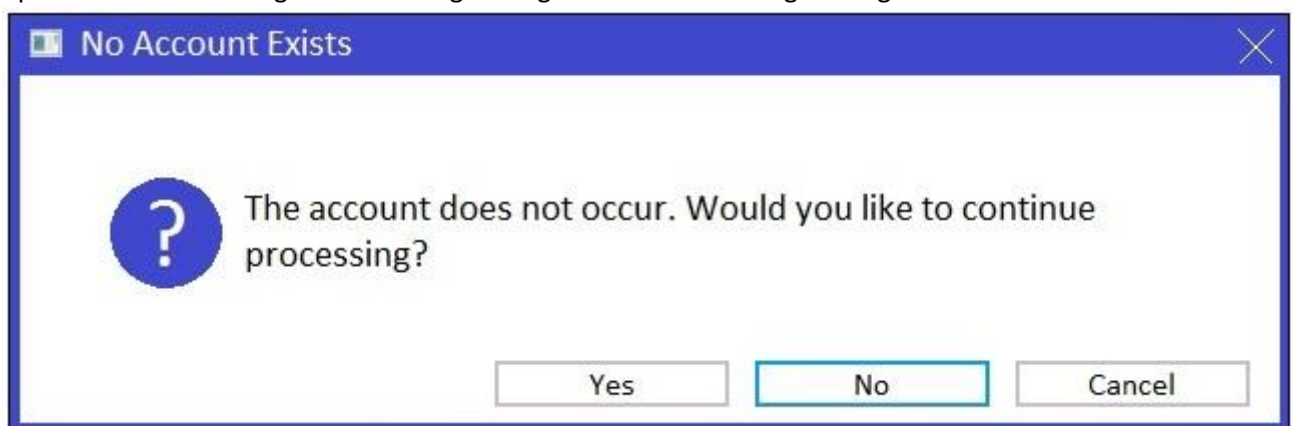 No Account Exists
?
The account does not occur. Would you like to continue
processing?
Yes No Cancel